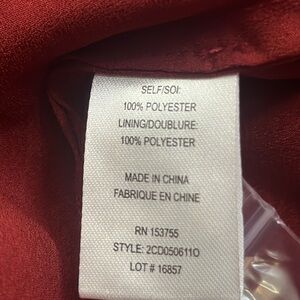 SELF/SOI:
100% POLYESTER
LINING/DOUBLURE:
100% POLYESTER
MADE IN CHINA
FABRIQUE EN CHINE
RN 153755
STYLE: 2CD050611O
LOT # 16857